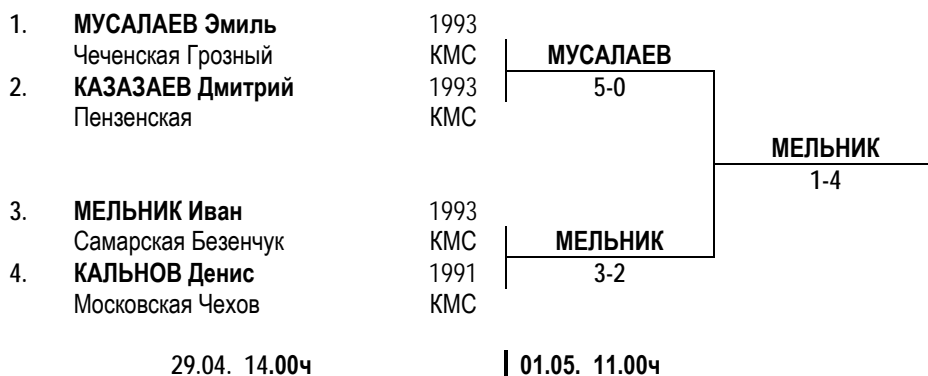 1. МУСАЛАЕВ Эмиль 1993
Чеченская Грозный КМС МУСАЛАЕВ
2. КАЗАЗАЕВ Дмитрий 1993 5-0
Пензенская КМС
МЕЛЬНИК
1-4
3. МЕЛЬНИК Иван 1993
Самарская Безенчук КМС МЕЛЬНИК
4. КАЛЬНОВ Денис 1991 3-2
Московская Чехов КМС
29.04. 14.00ч 01.05. 11.00ч